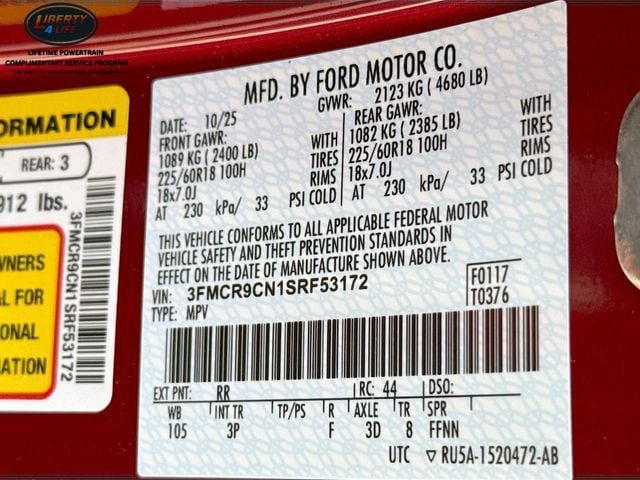 LIBERTY
4 LIFE
LIFETIME POWERTRAIN
COMPLIMENTARY SERVICE PROGRAM
ORMATION
REAR: 3
912 lbs.
WNERS
AL FOR
ONAL
ATION
3FMCR9CN1SRF53172
MFD. BY FORD MOTOR CO.
GVWR: 2123 KG ( 4680 LB)
DATE: 10/25
FRONT GAWR: REAR GAWR:
1089 KG ( 2400 LB) WITH 1082 KG ( 2385 LB) WITH
225/60R18 100H TIRES 225/60R18 100H TIRES
18x7.0J RIMS 18x7.0J RIMS
AT 230 kPa/ 33 PSI COLD AT 230 kPa/ 33 PSI COLD
THIS VEHICLE CONFORMS TO ALL APPLICABLE FEDERAL MOTOR
VEHICLE SAFETY AND THEFT PREVENTION STANDARDS IN
EFFECT ON THE DATE OF MANUFACTURE SHOWN ABOVE.
VIN: 3FMCR9CN1SRF53172
TYPE: MPV
F0117
T0376
EXT PNT: RR RC: 44 DSO:
WB INT TR TP/PS R AXLE TR SPR
105 3P F 3D 8 FFNN
UTC ▽ RU5A-1520472-AB